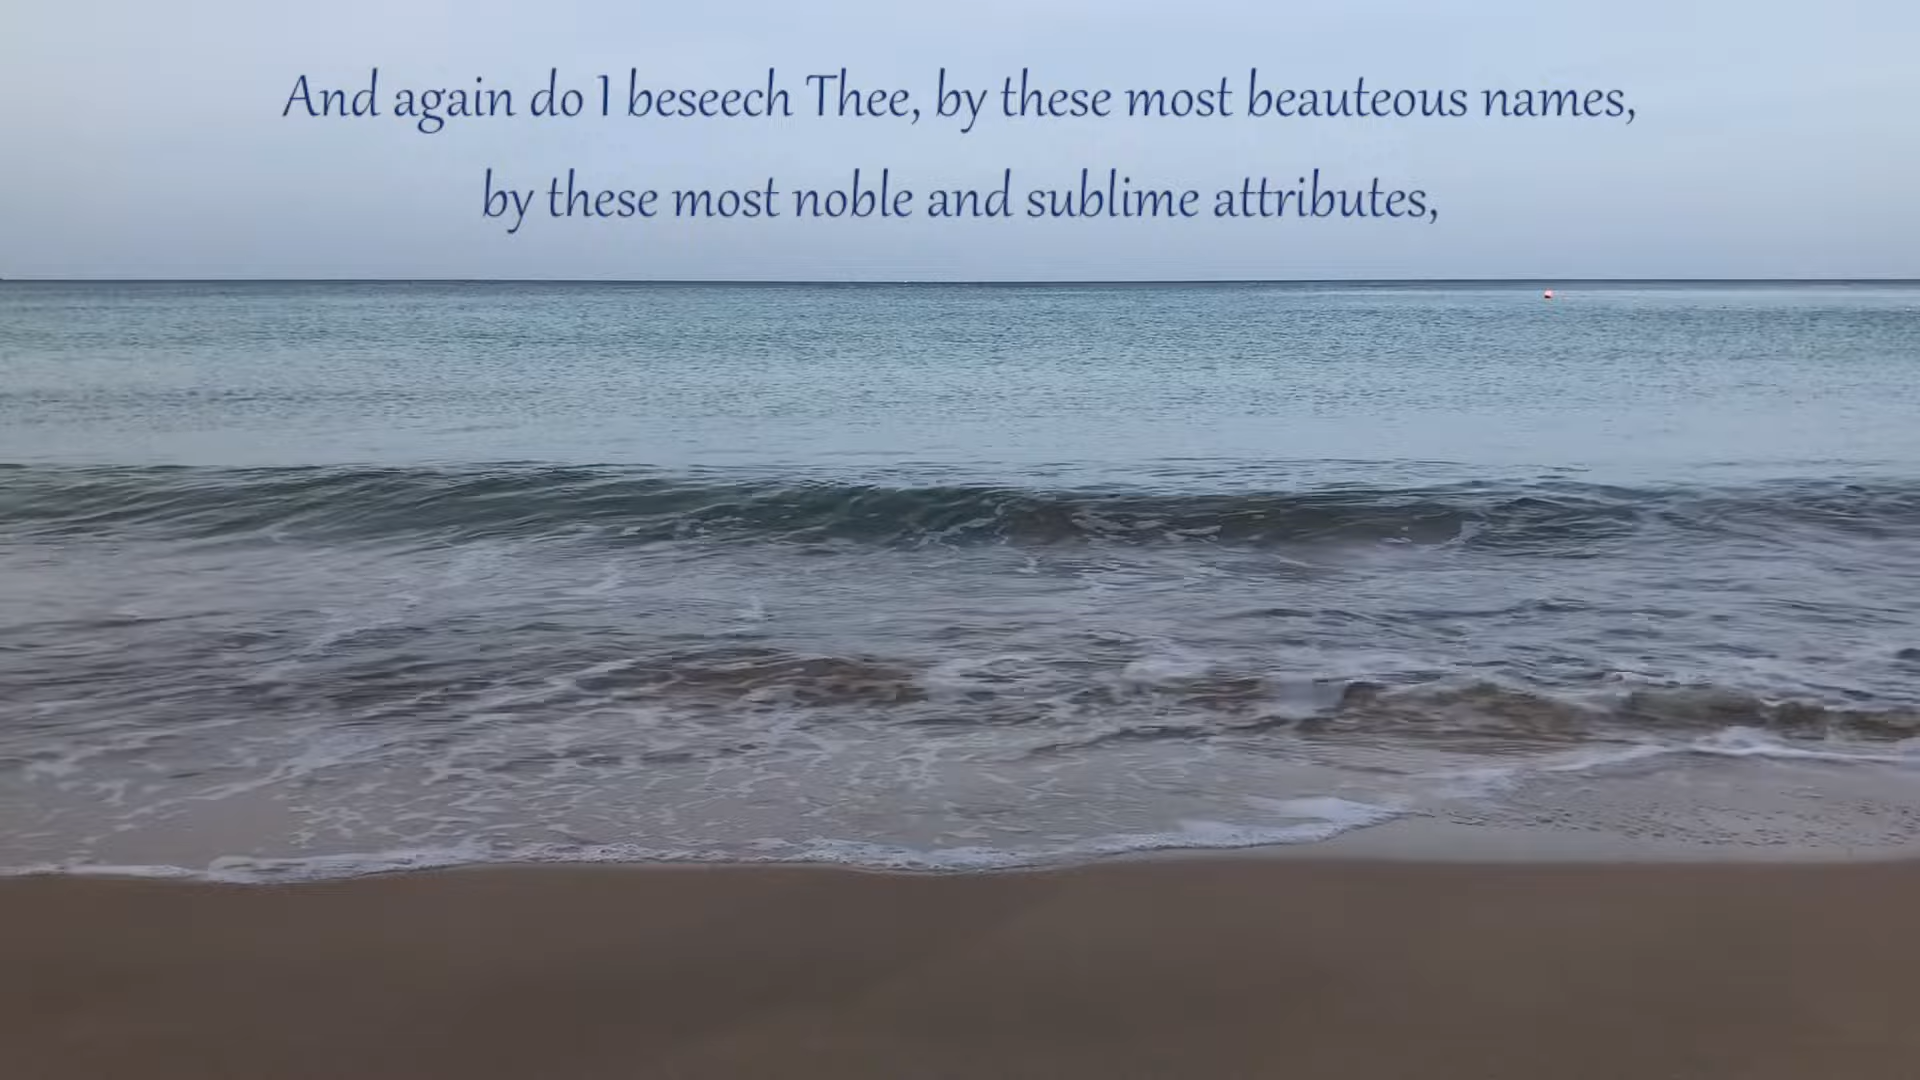 And again do I beseech Thee, by these most beauteous names,
by these most noble and sublime attributes,